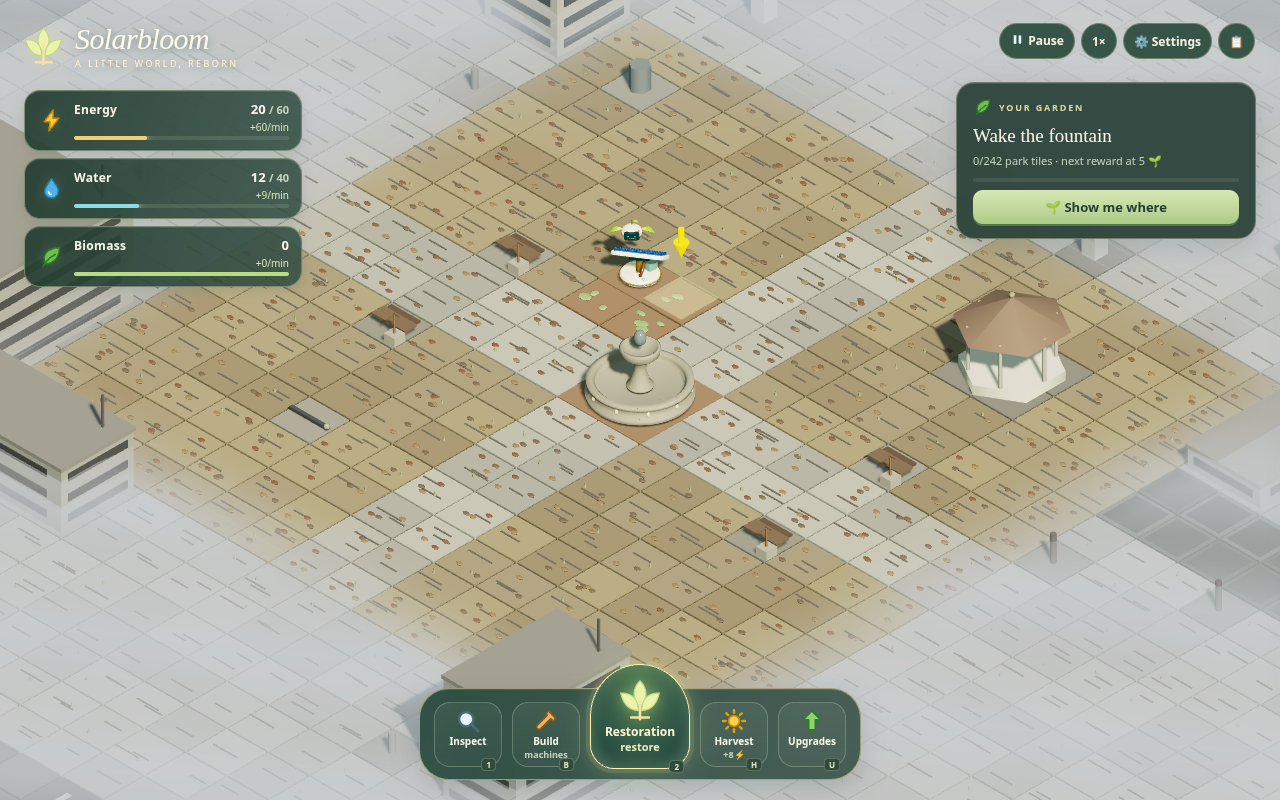 Solarbloom
A LITTLE WORLD, REBORN
Pause
1×
Settings
Energy 20 / 60
+60/min
Water 12 / 40
+9/min
Biomass 0
+0/min
YOUR GARDEN
Wake the fountain
0/242 park tiles · next reward at 5 🌱
🌱 Show me where
Inspect
1
Build
machines
B
Restoration
restore
2
Harvest
+8⚡
H
Upgrades
U